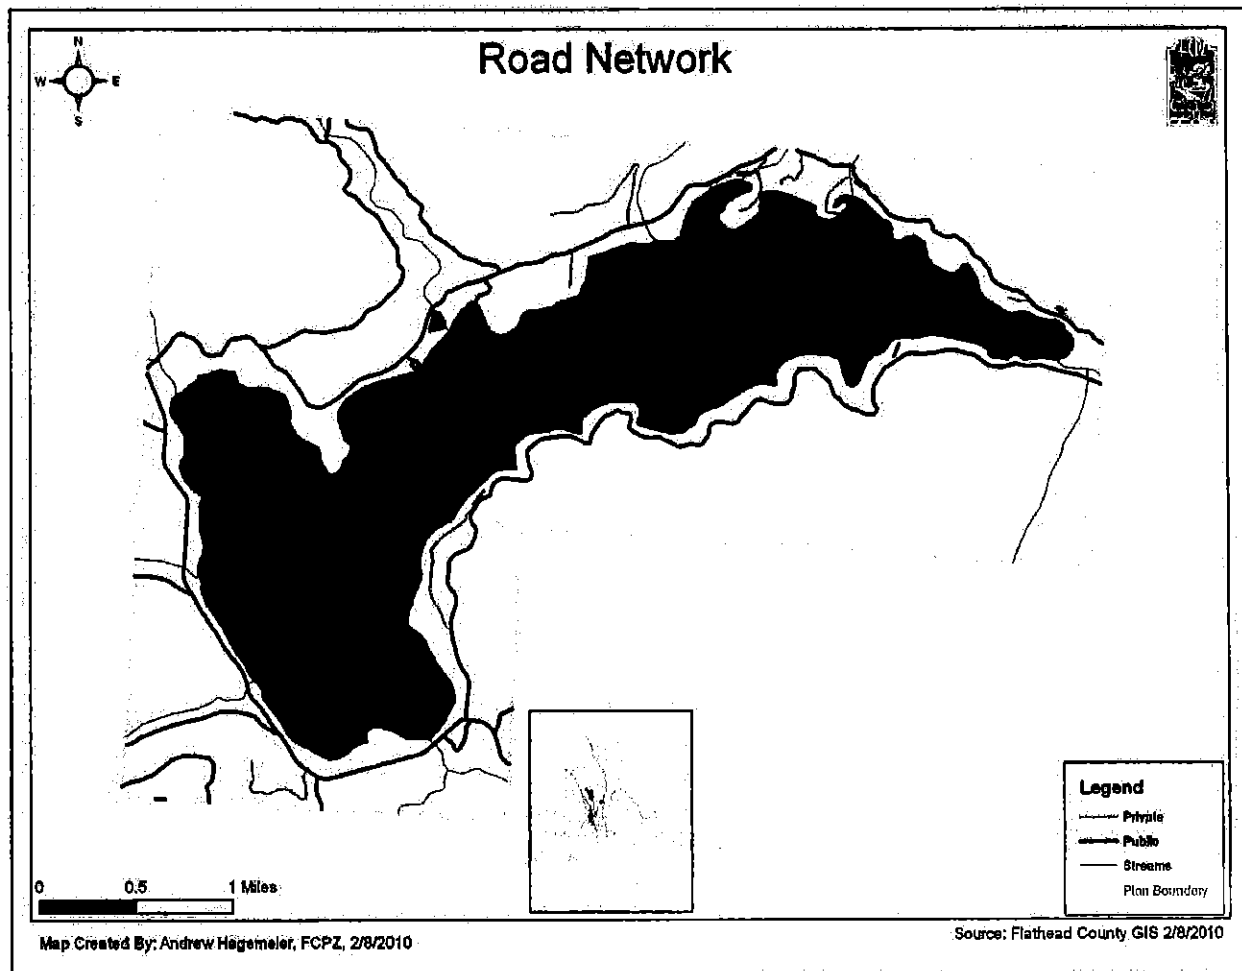 Road Network
N
W E
S
Legend
Private
Public
Streams
Plan Boundary
0 0.5 1 Miles
Map Created By: Andrew Hagemeier, FCPZ, 2/8/2010
Source: Flathead County GIS 2/8/2010